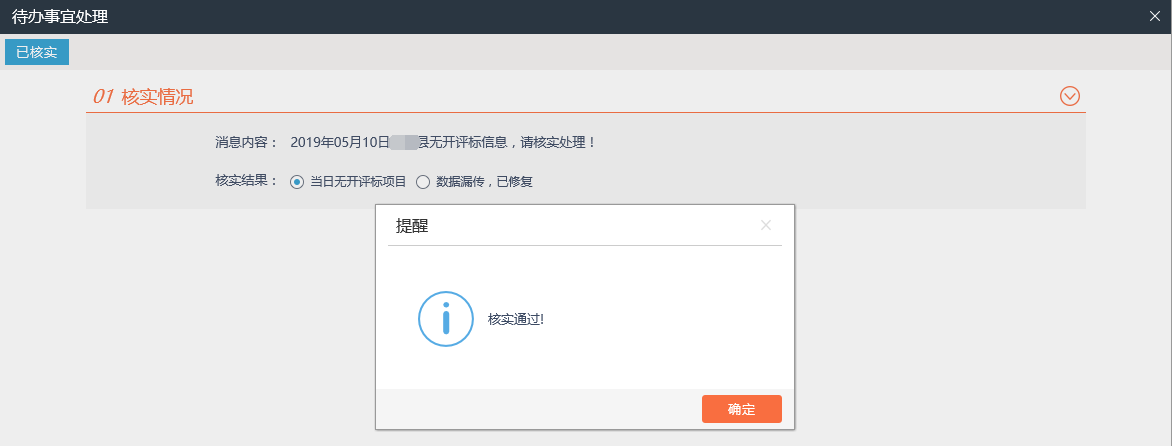 待办事宜处理
已核实
01 核实情况
消息内容： 2019年05月10日 县无开评标信息，请核实处理！
核实结果： 当日无开评标项目 数据漏传，已修复
提醒
核实通过!
确定